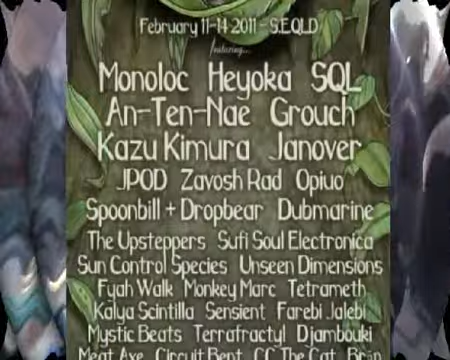 February 11-14 2011 - S.E.QLD
Featuring...
Monoloc Heyoka SQL
An-Ten-Nae Grouch
Kazu Kimura Janover
JPOD Zavosh Rad Opiuo
Spoonbill + Dropbear Dubmarine
The Upsteppers Sufi Soul Electronica
Sun Control Species Unseen Dimensions
Fyah Walk Monkey Marc Tetrameth
Kalya Scintilla Sensient Farebi Jalebi
Mystic Beats Terrafractyl Djambouki
Meat Axe Circuit Bent CC The Cat